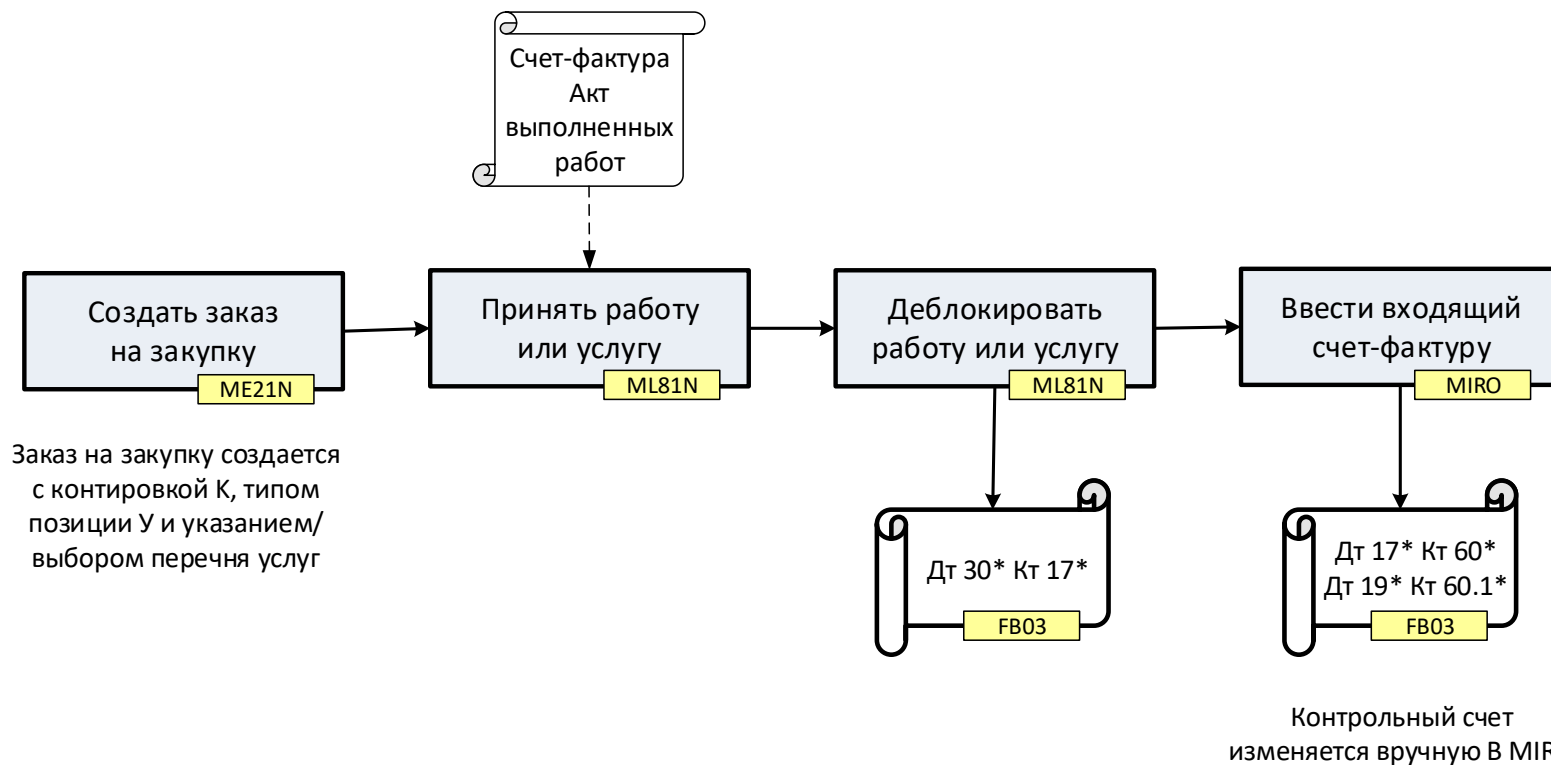 Счет-фактура
Акт
выполненных
работ
Создать заказ
на закупку
ME21N
Принять работу
или услугу
ML81N
Деблокировать
работу или услугу
ML81N
Ввести входящий
счет-фактуру
MIRO
Заказ на закупку создается
с контировкой К, типом
позиции У и указанием/
выбором перечня услуг
Дт 30* Кт 17*
FB03
Дт 17* Кт 60*
Дт 19* Кт 60.1*
FB03
Контрольный счет
изменяется вручную В MIR